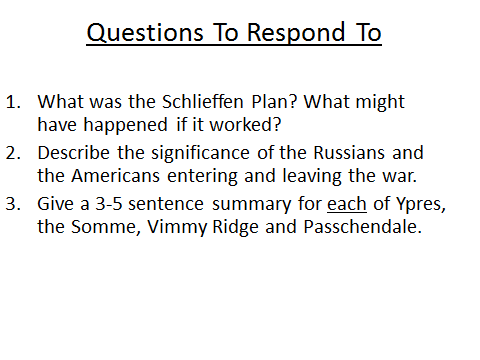 Questions To Respond To
1. What was the Schlieffen Plan? What might
have happened if it worked?
2. Describe the significance of the Russians and
the Americans entering and leaving the war.
3. Give a 3-5 sentence summary for each of Ypres,
the Somme, Vimmy Ridge and Passchendale.